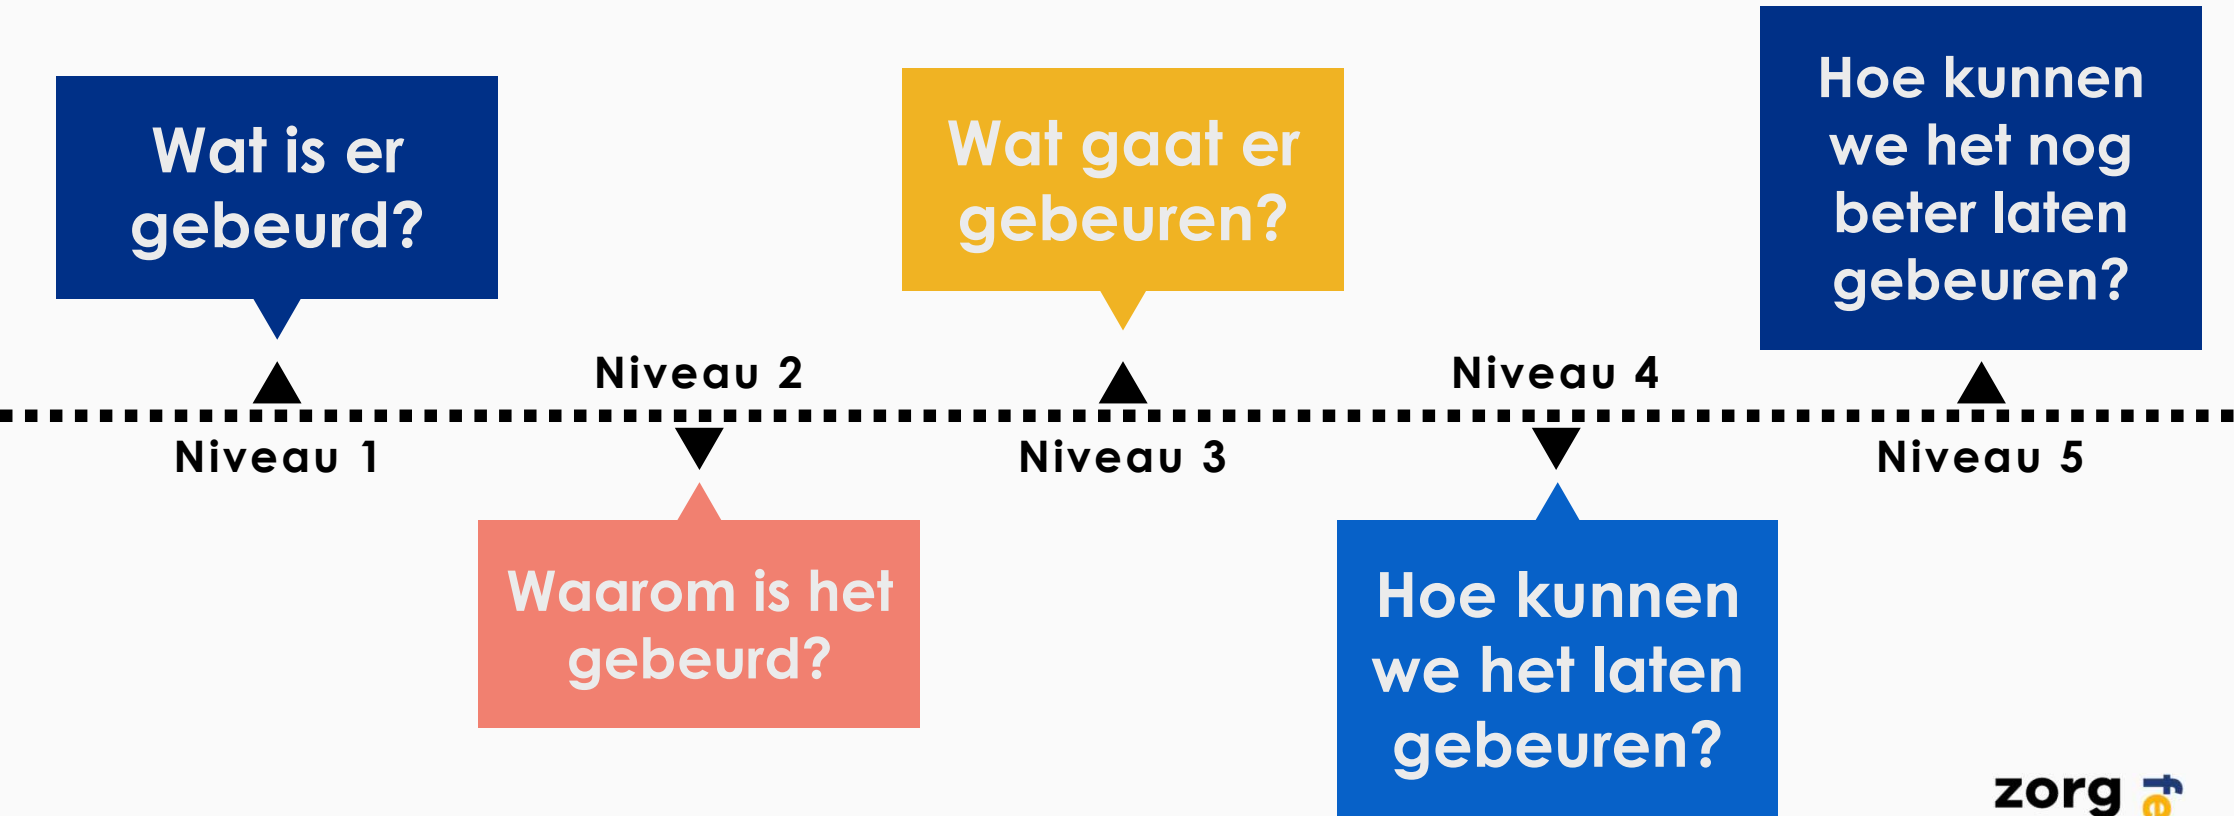 Wat is er
gebeurd?
Niveau 1
Niveau 2
Waarom is het
gebeurd?
Wat gaat er
gebeuren?
Niveau 3
Niveau 4
Hoe kunnen
we het laten
gebeuren?
Hoe kunnen
we het nog
beter laten
gebeuren?
Niveau 5
zorg
fe